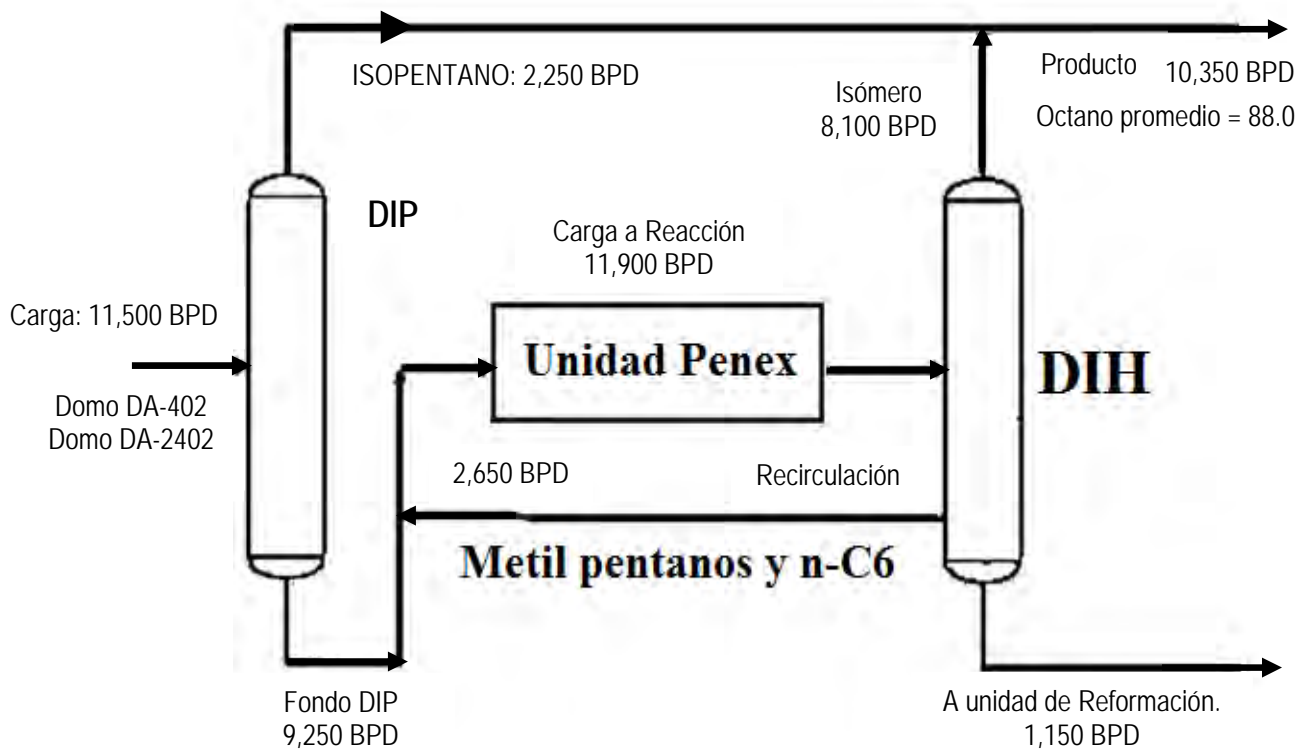 ISOPENTANO: 2,250 BPD
Producto 10,350 BPD
Octano promedio = 88.0
Isómero
8,100 BPD
DIP
Carga a Reacción
11,900 BPD
Carga: 11,500 BPD
Unidad Penex
DIH
Domo DA-402
Domo DA-2402
2,650 BPD
Recirculación
Metil pentanos y n-C6
Fondo DIP
9,250 BPD
A unidad de Reformación.
1,150 BPD